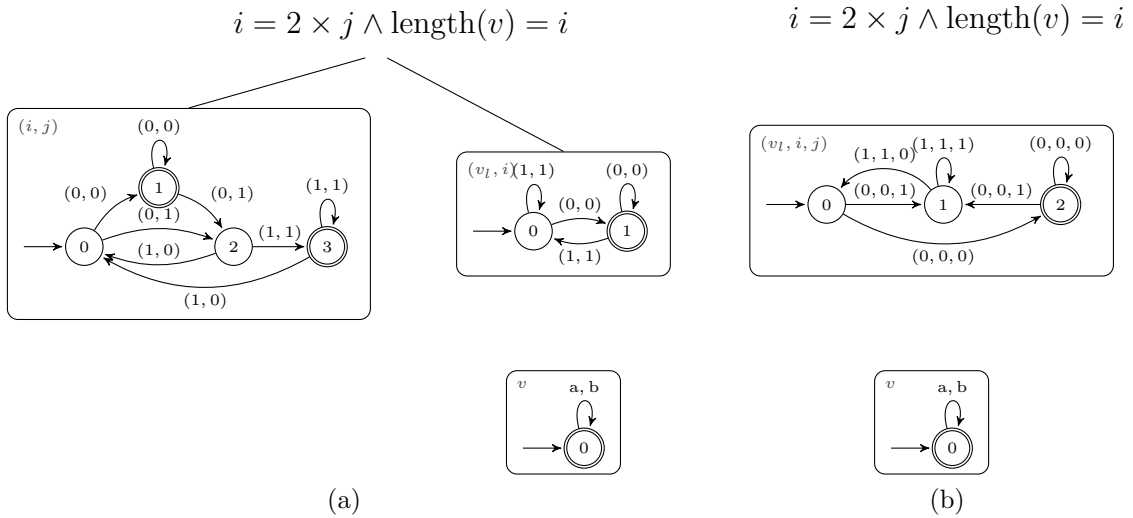 i = 2 × j ∧ length(v) = i
i = 2 × j ∧ length(v) = i
(i, j)
(0, 0)
(0, 0)
1
(0, 1)
(0, 1)
(1, 1)
0
2
(1, 1)
3
(1, 0)
(1, 0)
(v_l, i)
(1, 1)
(0, 0)
(0, 0)
0
1
(1, 1)
(v_l, i, j)
(1, 1, 1)
(0, 0, 0)
(1, 1, 0)
(0, 0, 1)
(0, 0, 1)
0
1
2
(0, 0, 0)
v
a, b
0
v
a, b
0
(a)
(b)